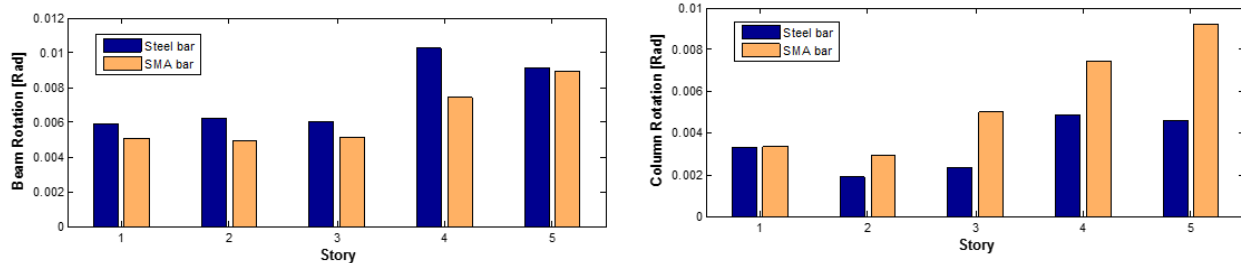 0.012
0.01
0.008
0.006
0.004
0.002
0
Beam Rotation [Rad]
Steel bar
SMA bar
1 2 3 4 5
Story
0.01
0.008
0.006
0.004
0.002
0
Column Rotation [Rad]
Steel bar
SMA bar
1 2 3 4 5
Story